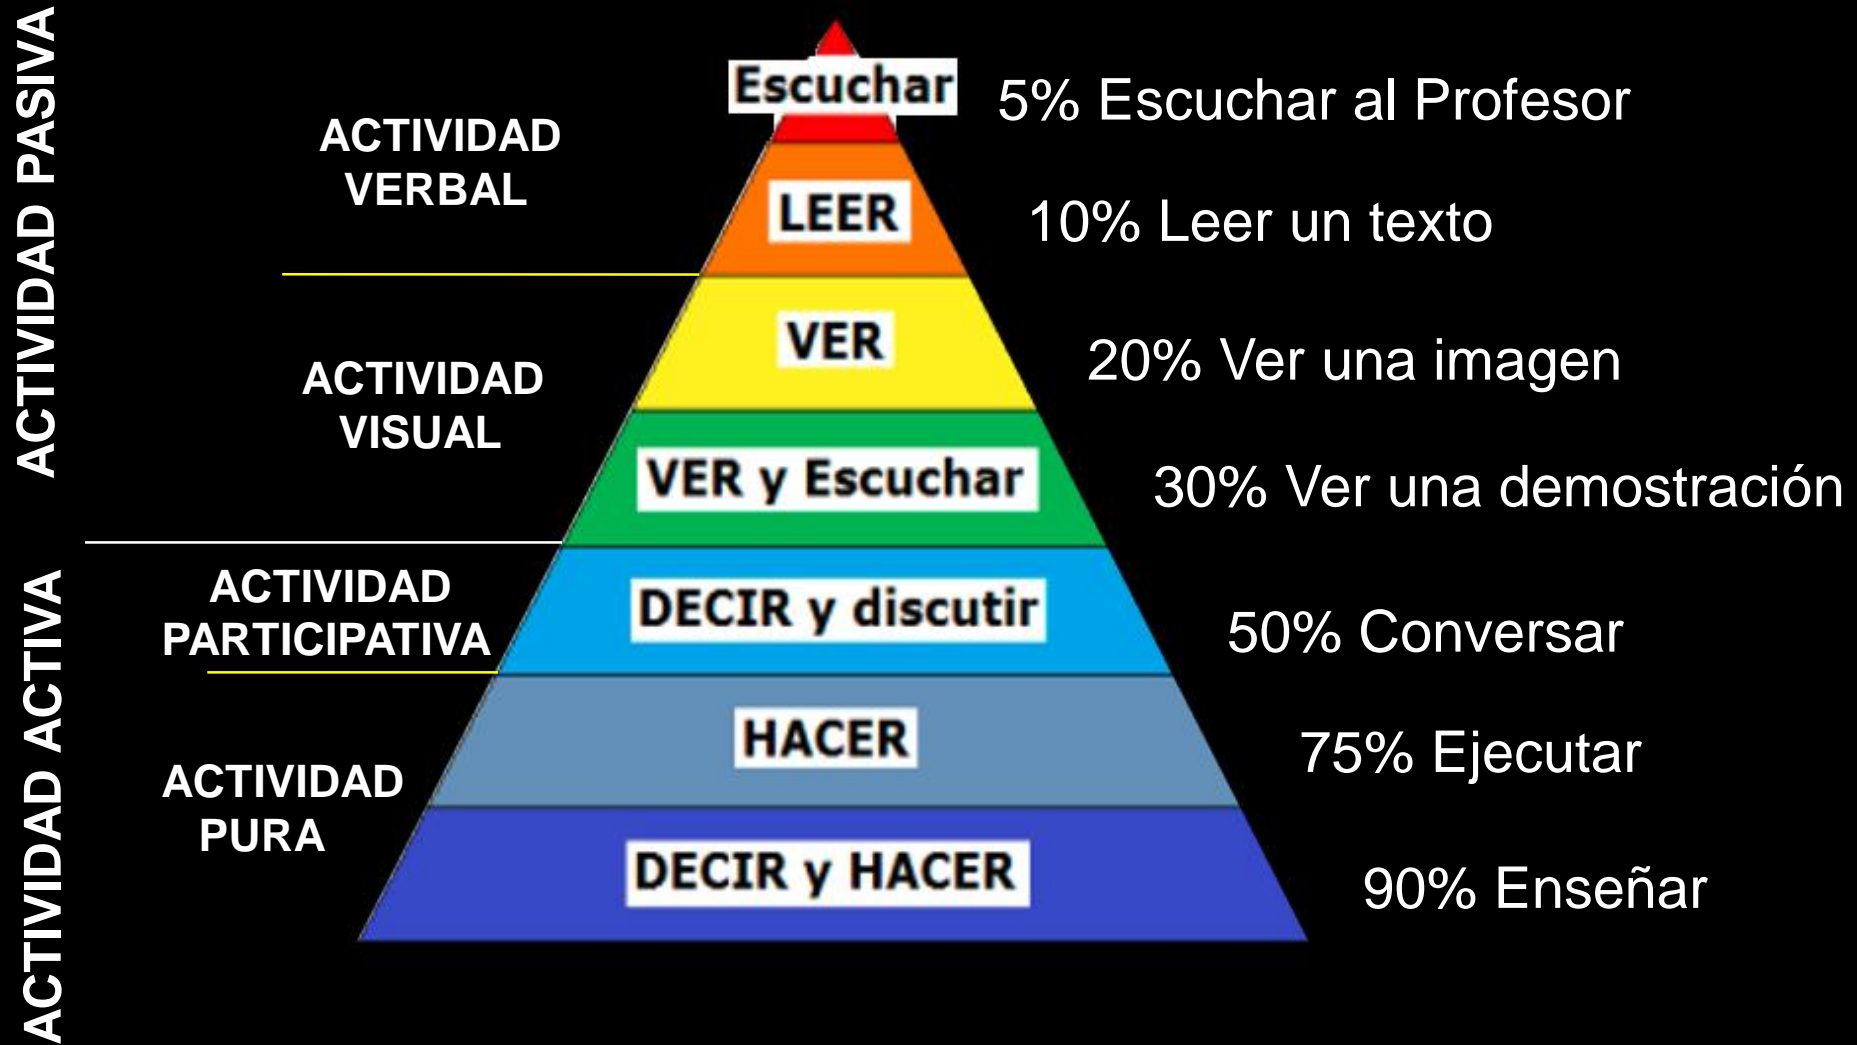 ACTIVIDAD PASIVA
ACTIVIDAD
VERBAL
Escuchar
5% Escuchar al Profesor
LEER
10% Leer un texto
ACTIVIDAD
VISUAL
VER
20% Ver una imagen
VER y Escuchar
30% Ver una demostración
ACTIVIDAD ACTIVA
ACTIVIDAD
PARTICIPATIVA
DECIR y discutir
50% Conversar
ACTIVIDAD
PURA
HACER
75% Ejecutar
DECIR y HACER
90% Enseñar